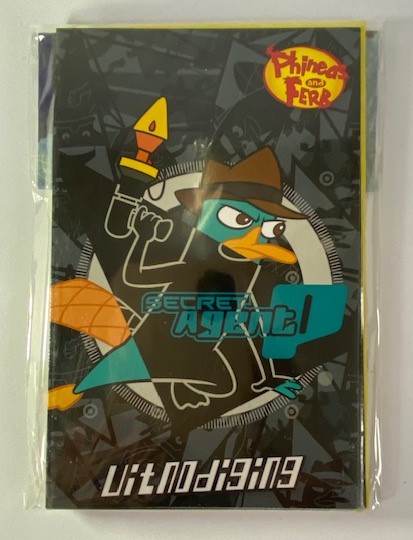 Phineas
and
FERB
SECRET
Agent P
Uitnodiging